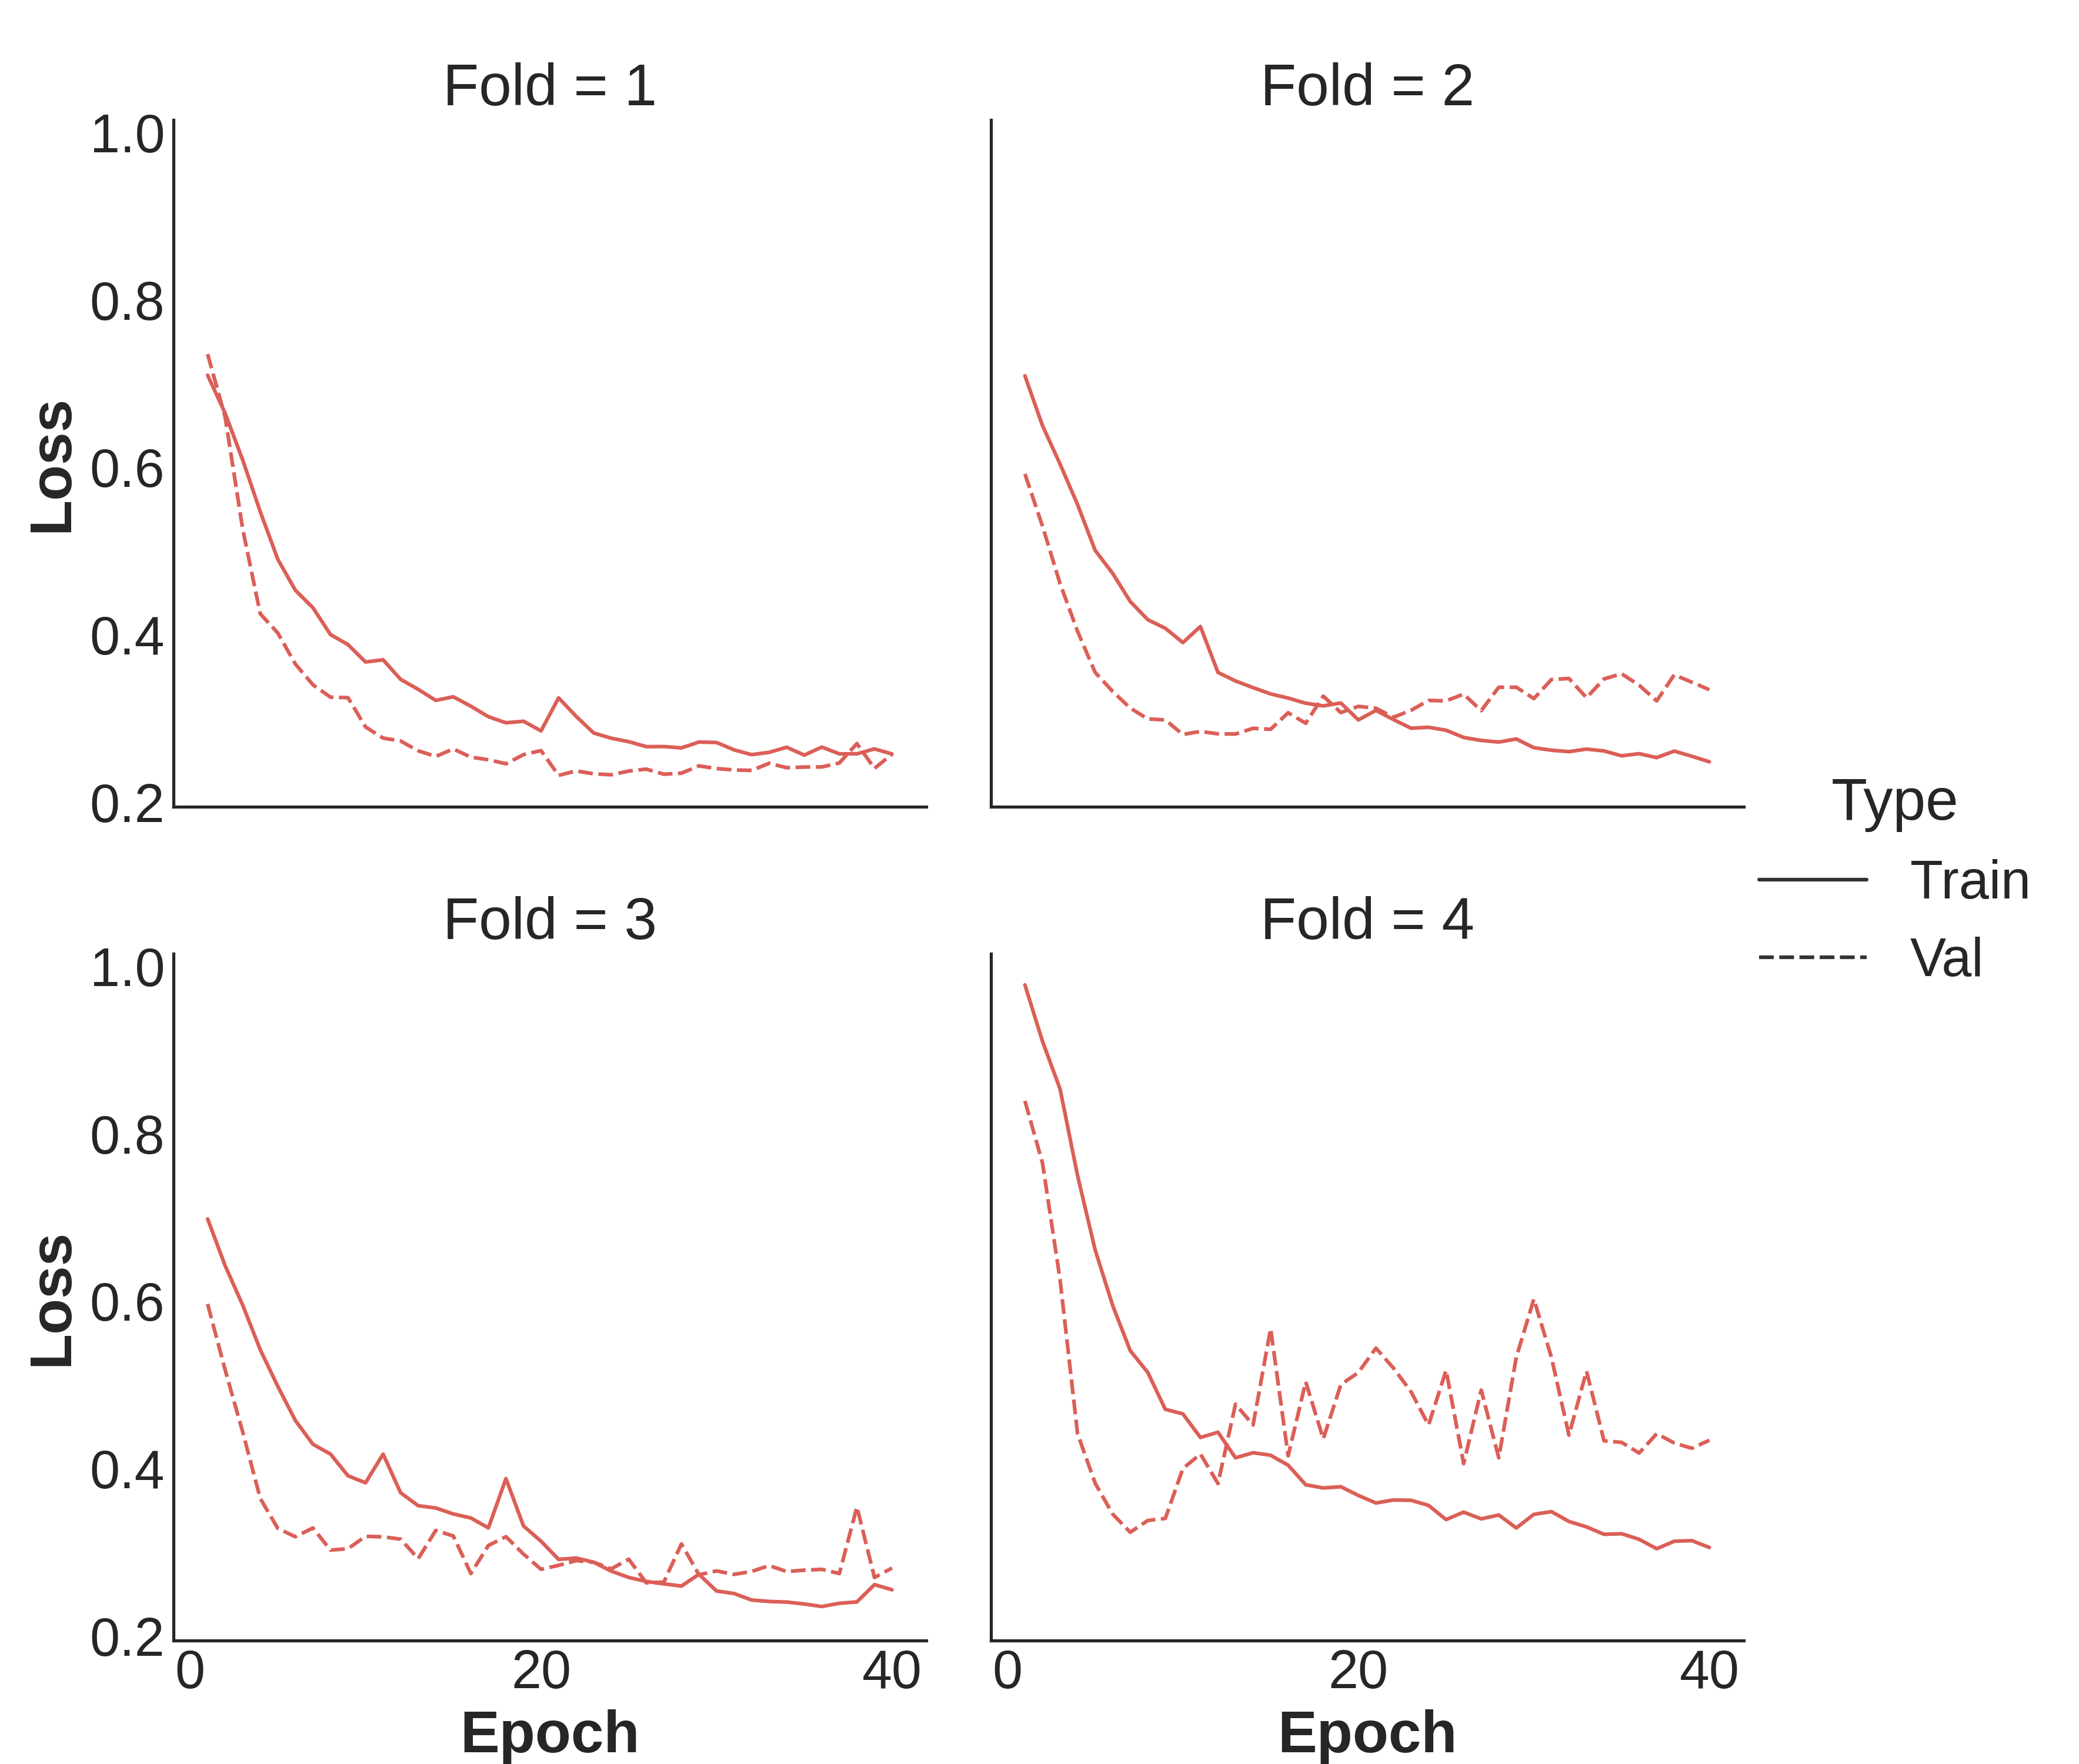 Fold = 1
Fold = 2
1.0
0.8
0.6
0.4
0.2
Loss
Type
Train
Val
Fold = 3
Fold = 4
1.0
0.8
0.6
0.4
0.2
Loss
0 20 40
0 20 40
Epoch
Epoch